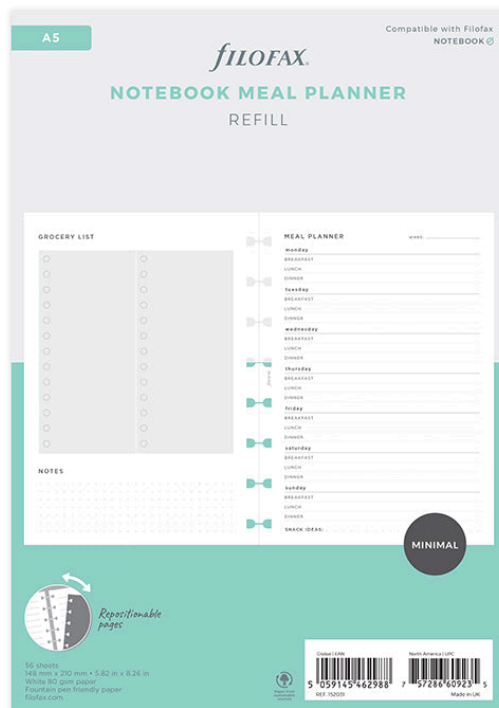 A5
Compatible with Filofax
NOTEBOOK
fILOFAX®
NOTEBOOK MEAL PLANNER
REFILL
GROCERY LIST
NOTES
MEAL PLANNER
WEEK:
monday
BREAKFAST
LUNCH
DINNER
tuesday
BREAKFAST
LUNCH
DINNER
wednesday
BREAKFAST
LUNCH
DINNER
thursday
BREAKFAST
LUNCH
DINNER
friday
BREAKFAST
LUNCH
DINNER
saturday
BREAKFAST
LUNCH
DINNER
sunday
BREAKFAST
LUNCH
DINNER
SNACK IDEAS:
MINIMAL
Repositionable
pages
56 sheets
148 mm x 210 mm • 5.82 in x 8.26 in
White 80 gsm paper
Fountain pen friendly paper
filofax.com
Global | EAN
5 059145 462988
REF. 152031
North America | UPC
7 57286 60923 5
Made in UK